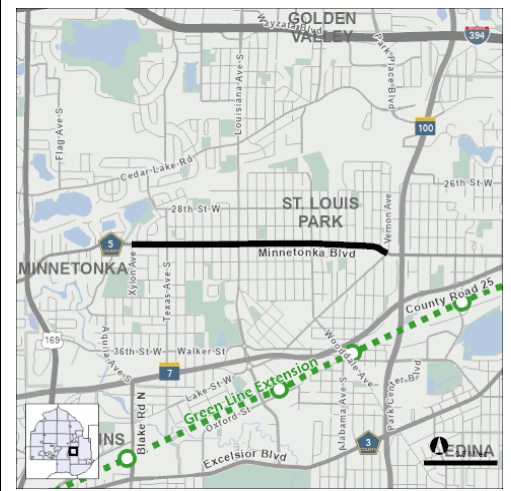 GOLDEN
VALLEY
Wayzata Blvd
394
Park Place Blvd
Louisiana Ave S
Flag Ave S
100
Cedar Lake Rd
26th St W
28th St W
ST. LOUIS
PARK
Vernon Ave
5
Minnetonka Blvd
MINNETONKA
Xylon Ave
Texas Ave S
County Road 25
169
Aquila Ave S
36th St W
Walker St
Wooddale Ave
7
Green Line Extension
Lake St W
Park Center Blvd
Oxford St
Alabama Ave S
Blake Rd N
INS
3
COUNTY
Excelsior Blvd
EDINA